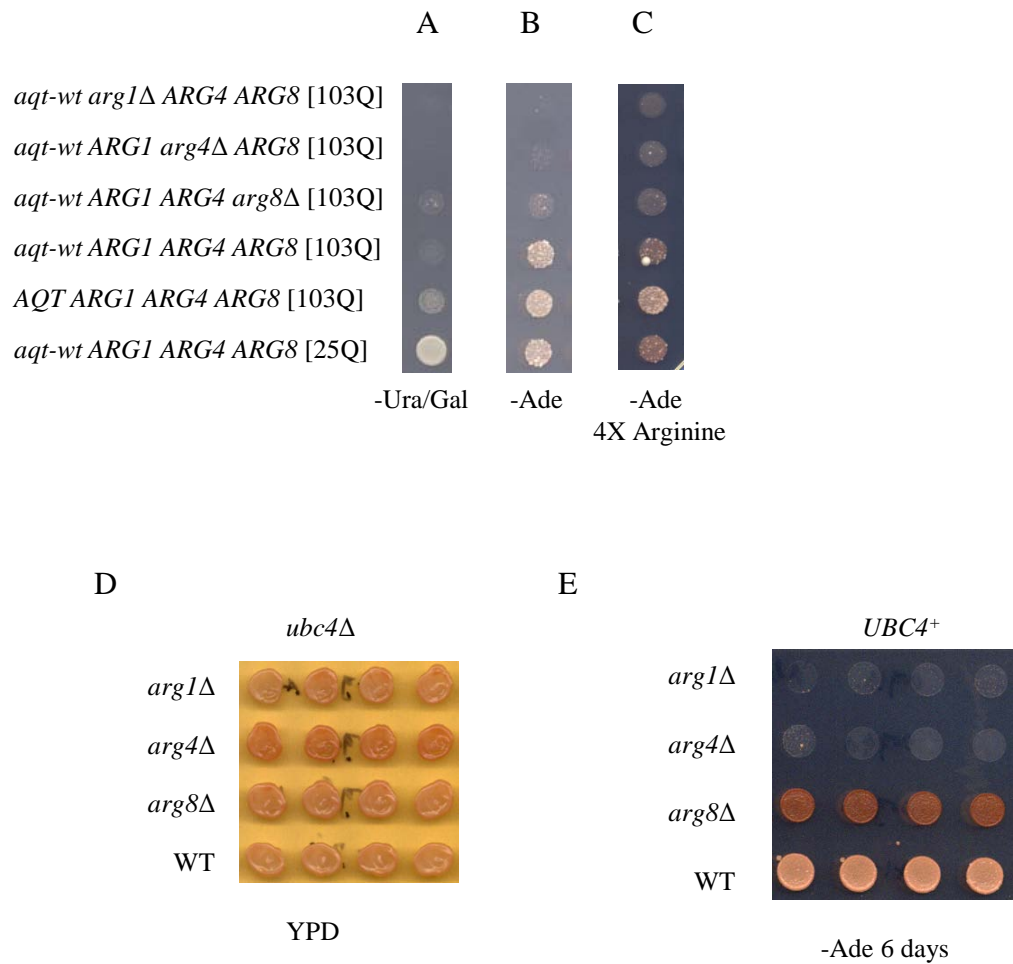 A B C
aqt-wt arg1Δ ARG4 ARG8 [103Q]
aqt-wt ARG1 arg4Δ ARG8 [103Q]
aqt-wt ARG1 ARG4 arg8Δ [103Q]
aqt-wt ARG1 ARG4 ARG8 [103Q]
AQT ARG1 ARG4 ARG8 [103Q]
aqt-wt ARG1 ARG4 ARG8 [25Q]
-Ura/Gal -Ade -Ade
4X Arginine
D
ubc4Δ
arg1Δ
arg4Δ
arg8Δ
WT
YPD
E
UBC4⁺
arg1Δ
arg4Δ
arg8Δ
WT
-Ade 6 days